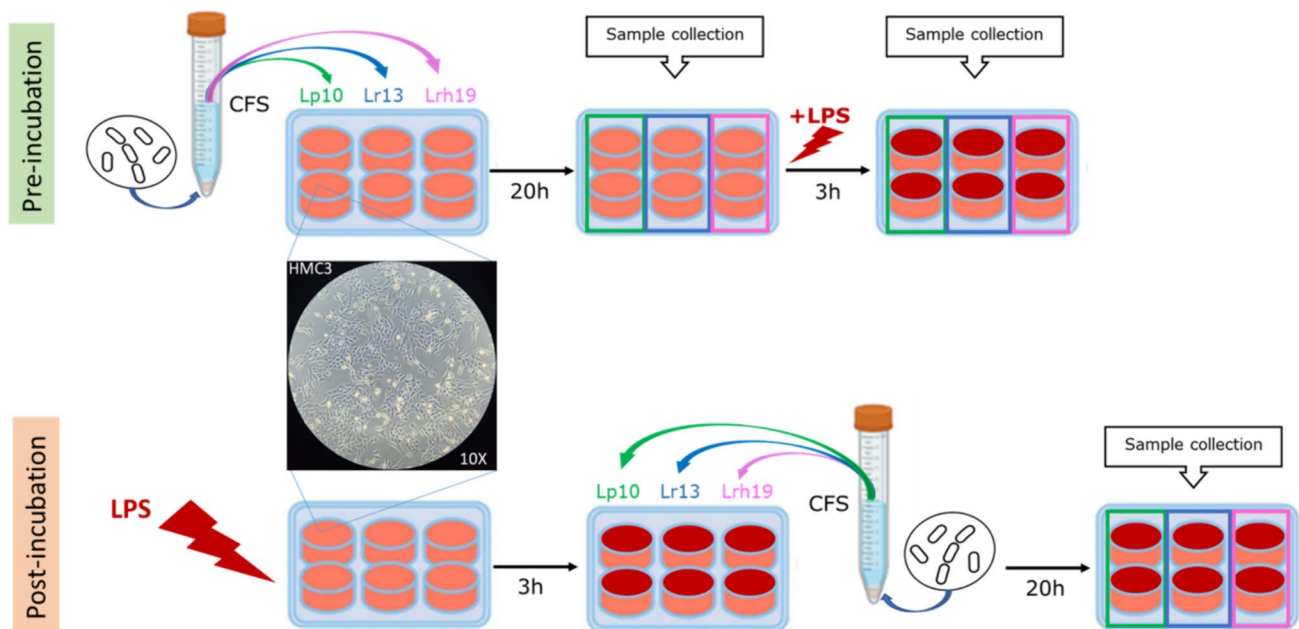 Pre-incubation
CFS
Lp10 Lr13 Lrh19
20h
Sample collection
+LPS
3h
Sample collection
HMC3
10X
Post-incubation
LPS
3h
Lp10 Lr13 Lrh19
CFS
20h
Sample collection